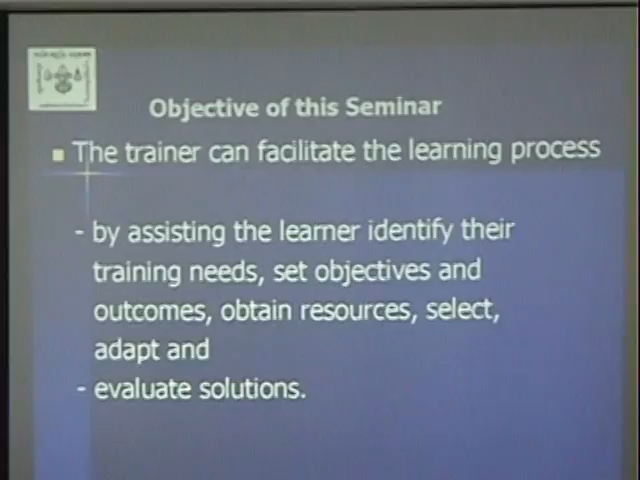 Objective of this Seminar
The trainer can facilitate the learning process
- by assisting the learner identify their
training needs, set objectives and
outcomes, obtain resources, select,
adapt and
- evaluate solutions.